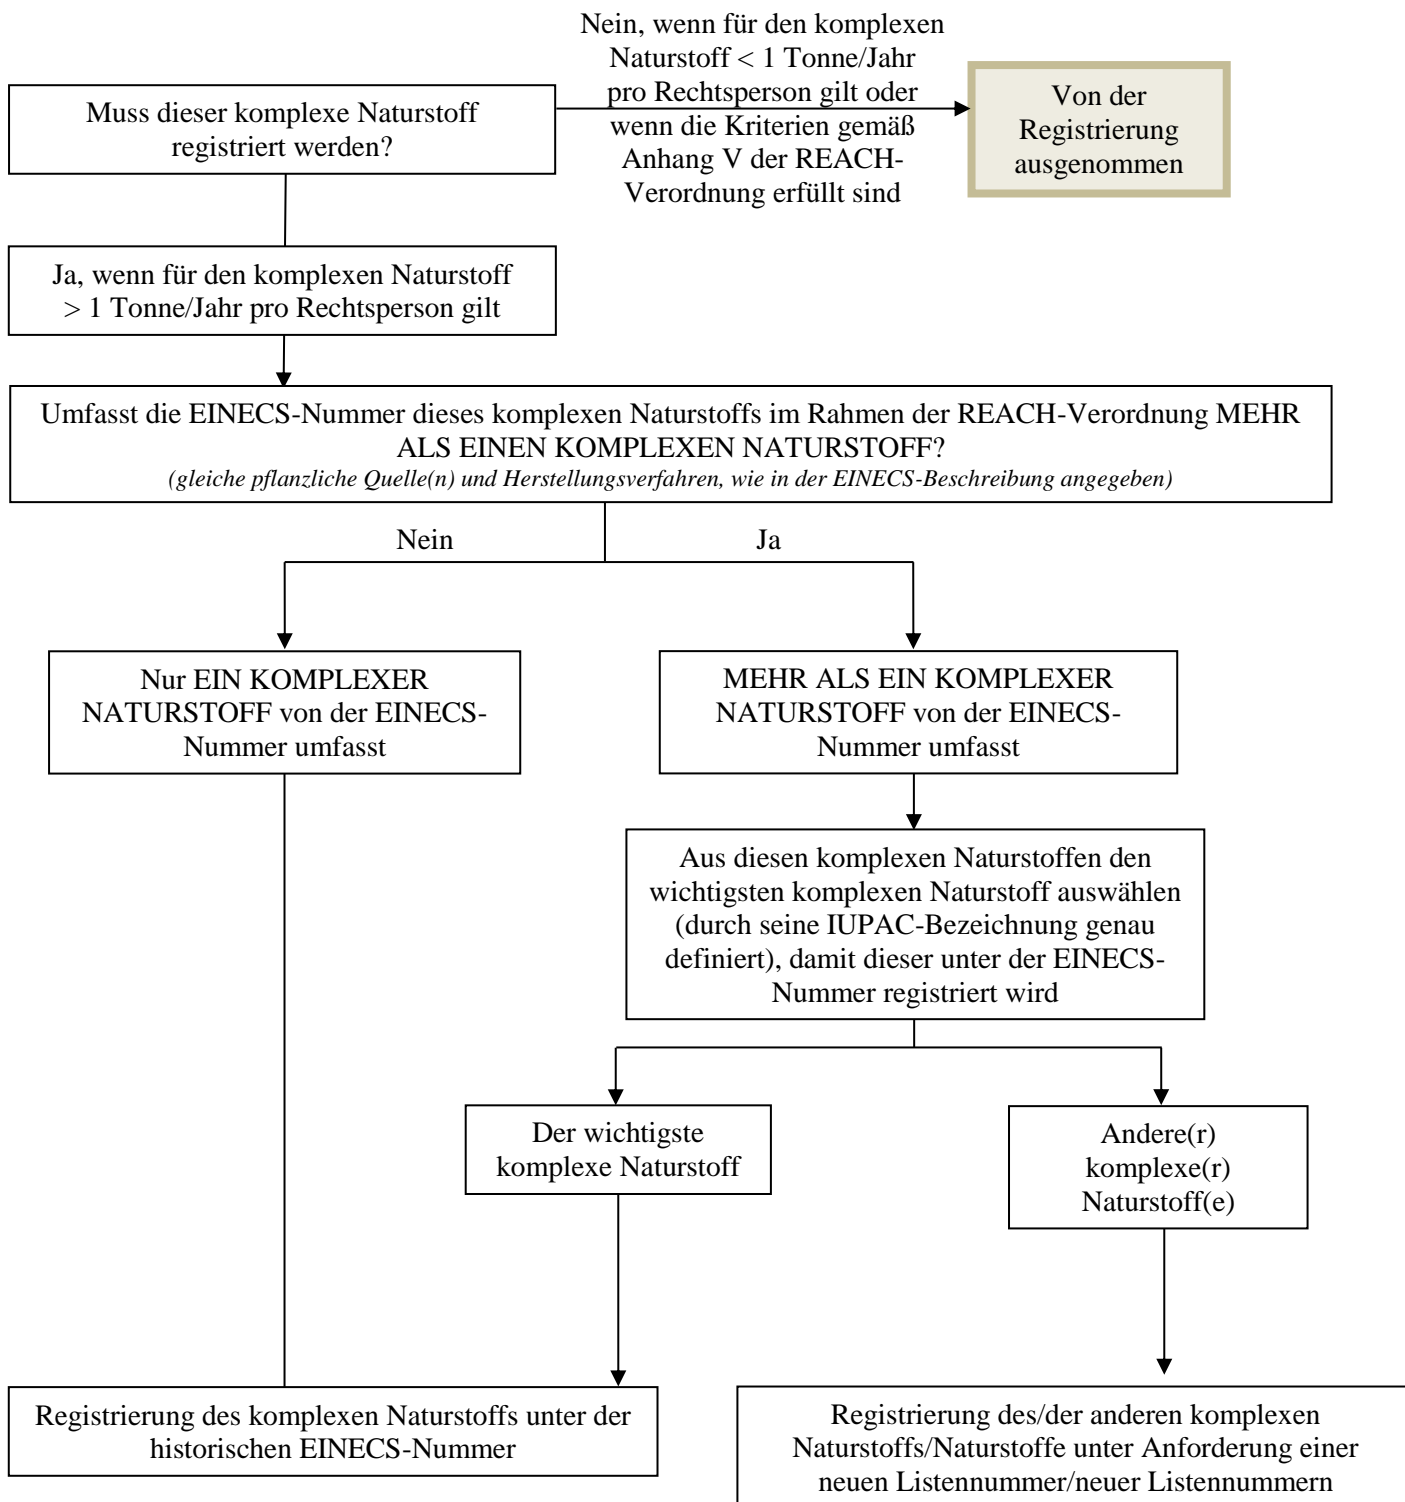 Nein, wenn für den komplexen
Naturstoff < 1 Tonne/Jahr
pro Rechtsperson gilt oder
wenn die Kriterien gemäß
Anhang V der REACH-
Verordnung erfüllt sind
Muss dieser komplexe Naturstoff
registriert werden?
Von der
Registrierung
ausgenommen
Ja, wenn für den komplexen Naturstoff
> 1 Tonne/Jahr pro Rechtsperson gilt
Umfasst die EINECS-Nummer dieses komplexen Naturstoffs im Rahmen der REACH-Verordnung MEHR
ALS EINEN KOMPLEXEN NATURSTOFF?
(gleiche pflanzliche Quelle(n) und Herstellungsverfahren, wie in der EINECS-Beschreibung angegeben)
Nein
Ja
Nur EIN KOMPLEXER
NATURSTOFF von der EINECS-
Nummer umfasst
MEHR ALS EIN KOMPLEXER
NATURSTOFF von der EINECS-
Nummer umfasst
Aus diesen komplexen Naturstoffen den
wichtigsten komplexen Naturstoff auswählen
(durch seine IUPAC-Bezeichnung genau
definiert), damit dieser unter der EINECS-
Nummer registriert wird
Der wichtigste
komplexe Naturstoff
Andere(r)
komplexe(r)
Naturstoff(e)
Registrierung des komplexen Naturstoffs unter der
historischen EINECS-Nummer
Registrierung des/der anderen komplexen
Naturstoffs/Naturstoffe unter Anforderung einer
neuen Listennummer/neuer Listennummern